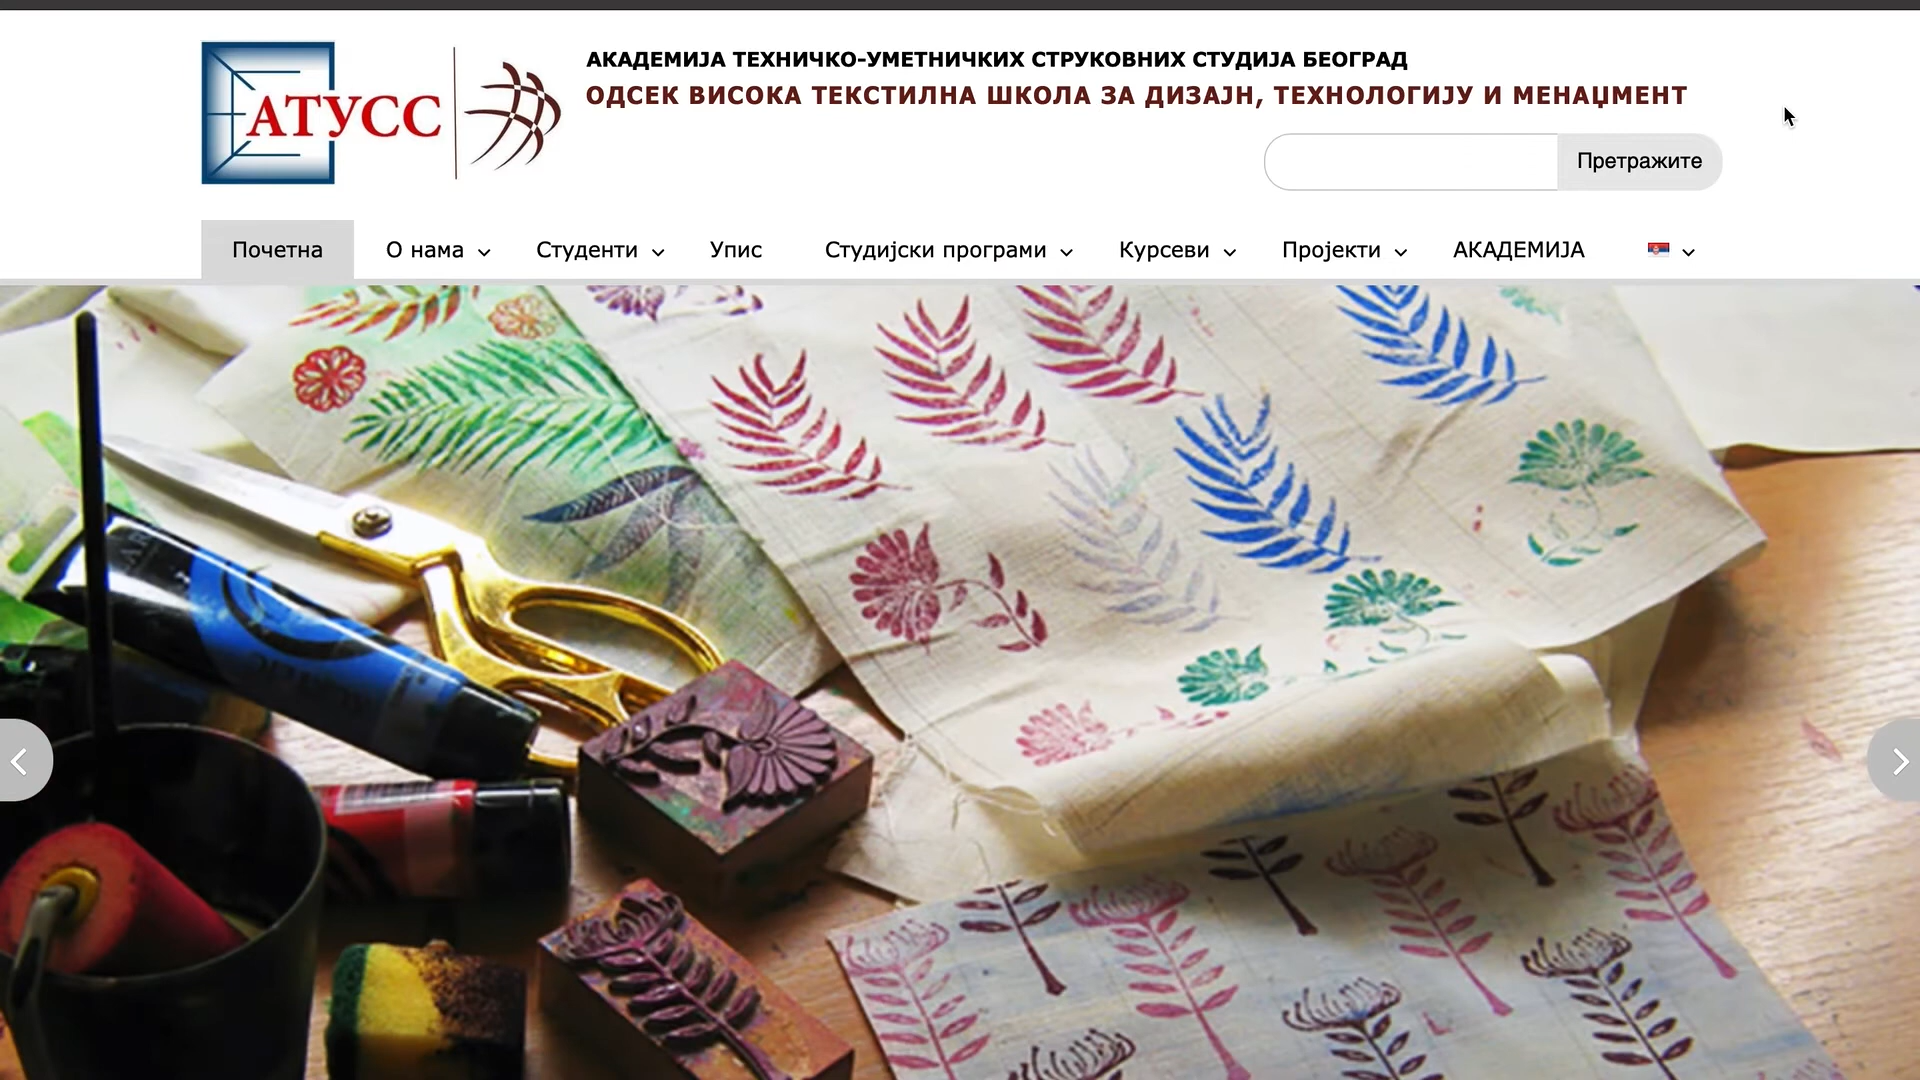 АТУСС
АКАДЕМИЈА ТЕХНИЧКО-УМЕТНИЧКИХ СТРУКОВНИХ СТУДИЈА БЕОГРАД
ОДСЕК ВИСОКА ТЕКСТИЛНА ШКОЛА ЗА ДИЗАЈН, ТЕХНОЛОГИЈУ И МЕНАЏМЕНТ
Претражите
Почетна О нама Студенти Упис Студијски програми Курсеви Пројекти АКАДЕМИЈА